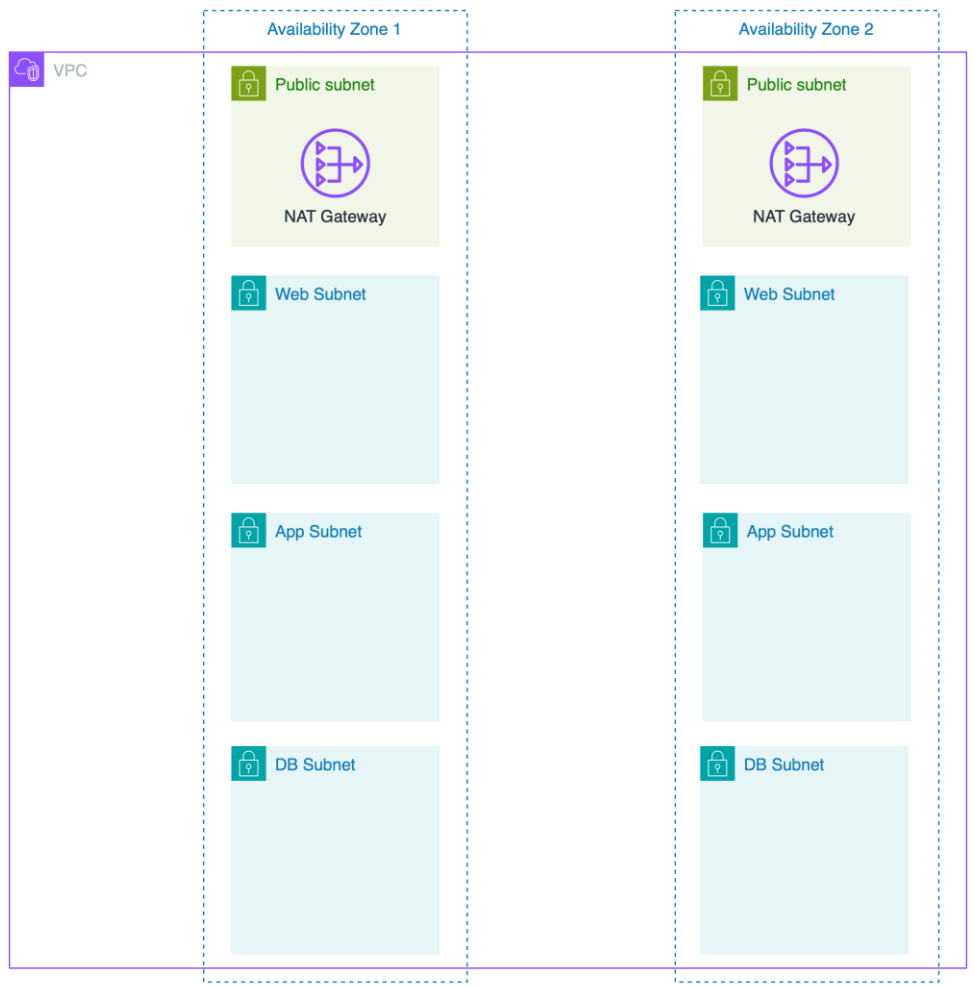 Availability Zone 1
Availability Zone 2
VPC
Public subnet
Public subnet
NAT Gateway
NAT Gateway
Web Subnet
Web Subnet
App Subnet
App Subnet
DB Subnet
DB Subnet